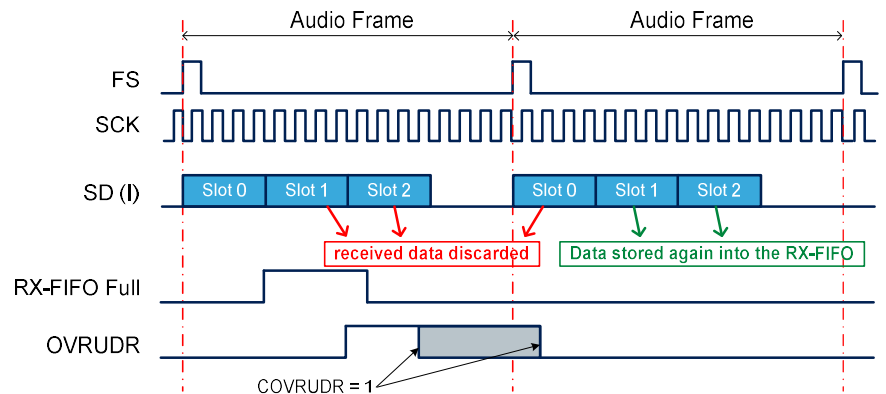 Audio Frame Audio Frame
FS
SCK
SD (I) Slot 0 Slot 1 Slot 2 Slot 0 Slot 1 Slot 2
received data discarded Data stored again into the RX-FIFO
RX-FIFO Full
OVRUDR
COVRUDR = 1